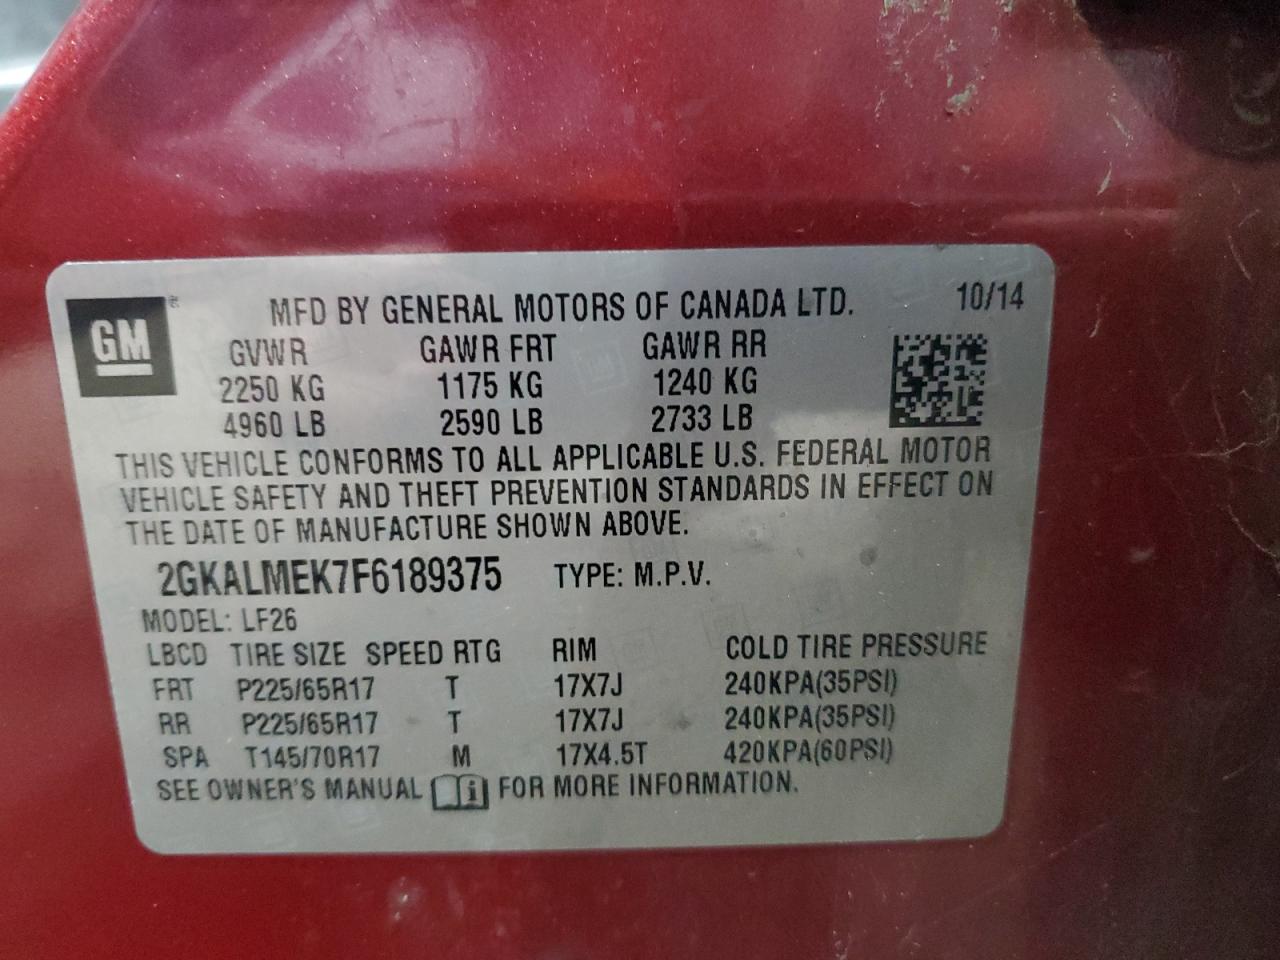 GM
MFD BY GENERAL MOTORS OF CANADA LTD. 10/14
GVWR GAWR FRT GAWR RR
2250 KG 1175 KG 1240 KG
4960 LB 2590 LB 2733 LB
THIS VEHICLE CONFORMS TO ALL APPLICABLE U.S. FEDERAL MOTOR
VEHICLE SAFETY AND THEFT PREVENTION STANDARDS IN EFFECT ON
THE DATE OF MANUFACTURE SHOWN ABOVE.
2GKALMEK7F6189375 TYPE: M.P.V.
MODEL: LF26
LBCD TIRE SIZE SPEED RTG RIM COLD TIRE PRESSURE
FRT P225/65R17 T 17X7J 240KPA(35PSI)
RR P225/65R17 T 17X7J 240KPA(35PSI)
SPA T145/70R17 M 17X4.5T 420KPA(60PSI)
SEE OWNER'S MANUAL i FOR MORE INFORMATION.